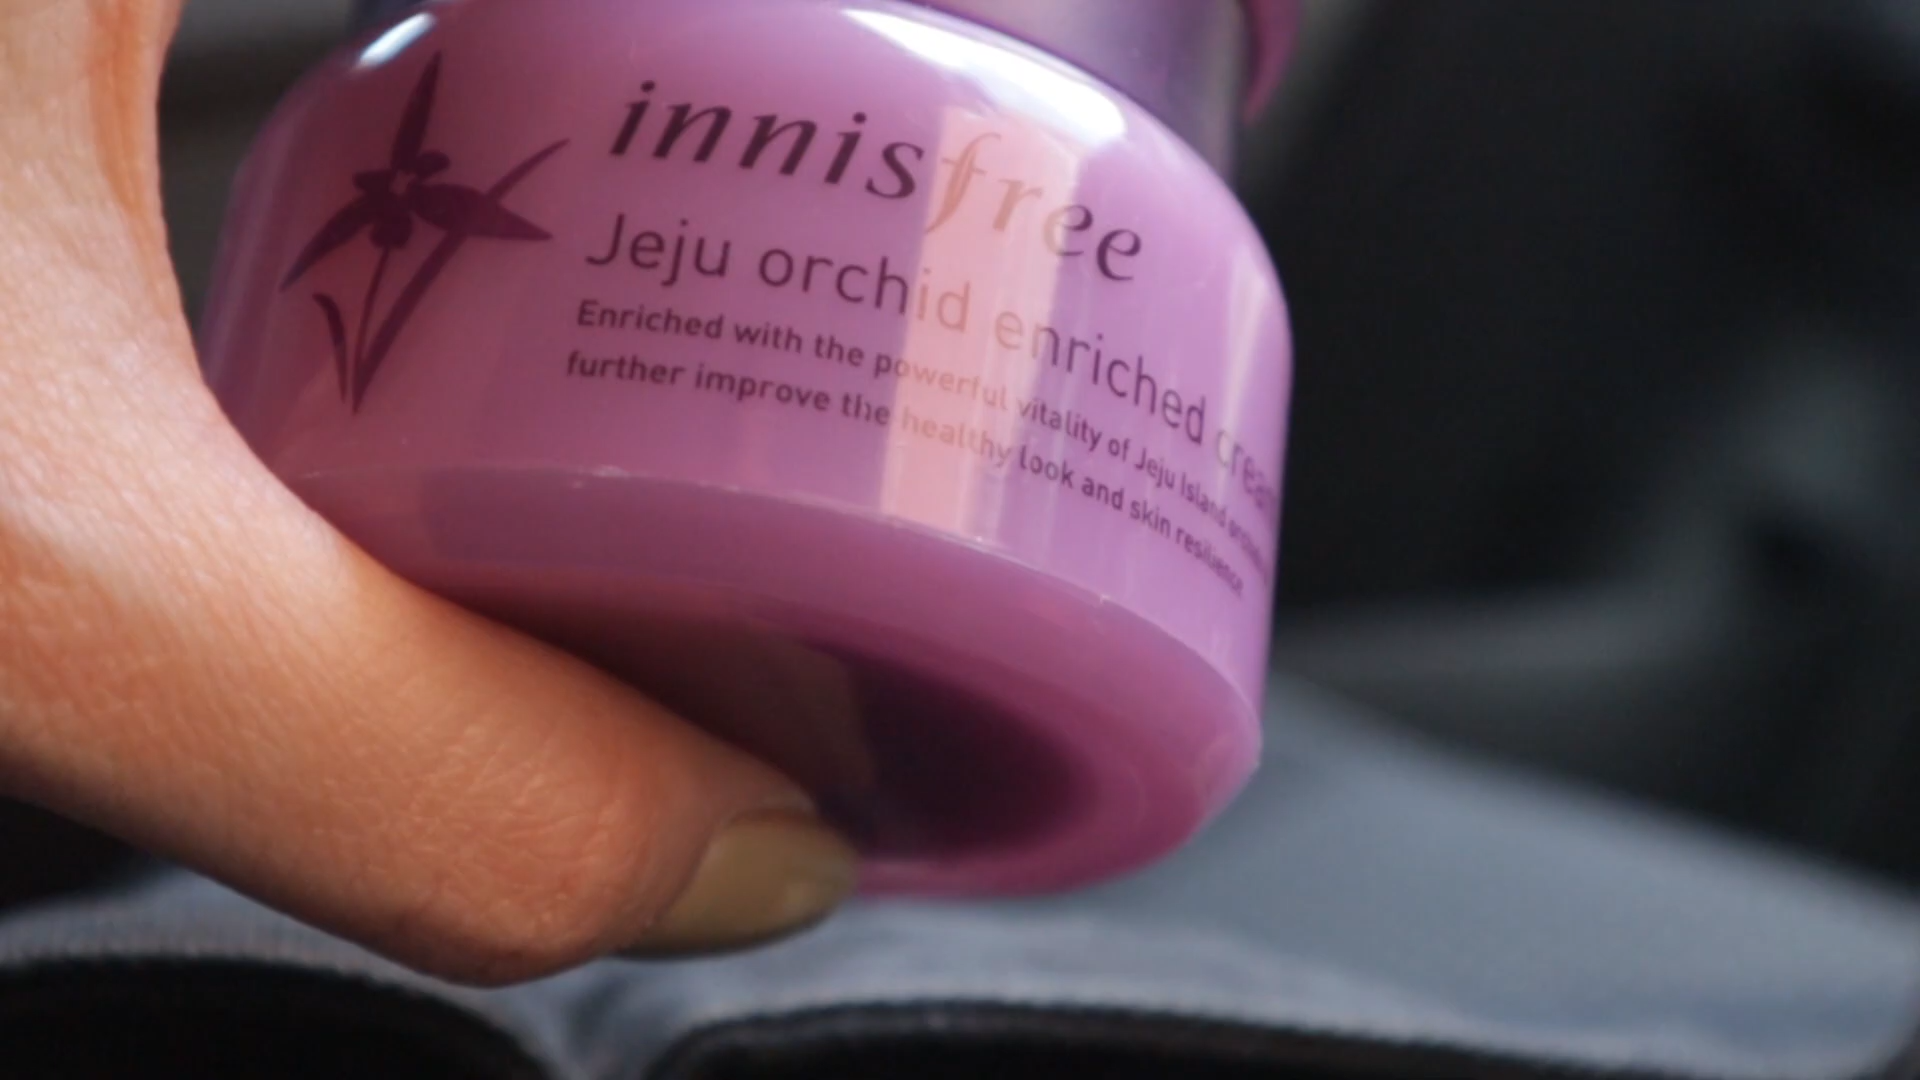 innisfree
Jeju orchid enriched cream
Enriched with the powerful vitality of Jeju Island
further improve the healthy look and skin resilience